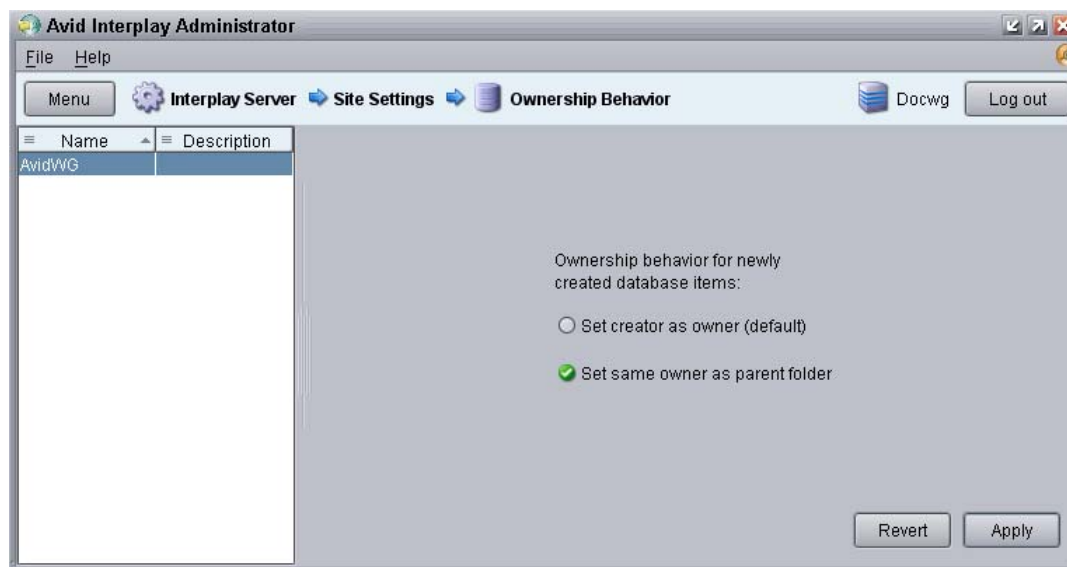 Avid Interplay Administrator
File Help
Menu Interplay Server Site Settings Ownership Behavior Docwg Log out
Name Description
AvidWG
Ownership behavior for newly
created database items:
Set creator as owner (default)
Set same owner as parent folder
Revert Apply